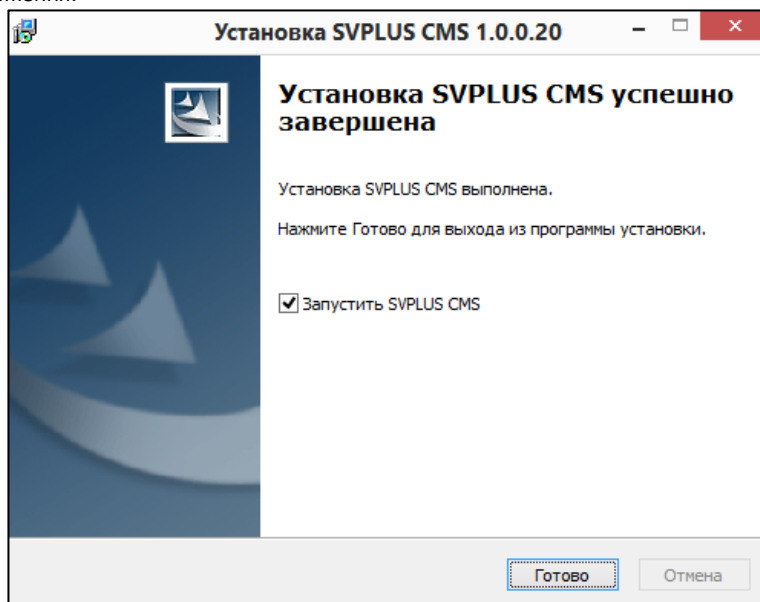 Установка SVPLUS CMS 1.0.0.20
Установка SVPLUS CMS успешно
завершена
Установка SVPLUS CMS выполнена.
Нажмите Готово для выхода из программы установки.
Запустить SVPLUS CMS
Готово
Отмена